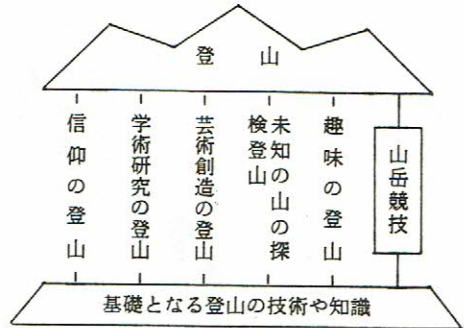 登山
信仰の登山
学術研究の登山
芸術創造の登山
未知の山の探
検登山
趣味の登山
山岳競技
基礎となる登山の技術や知識